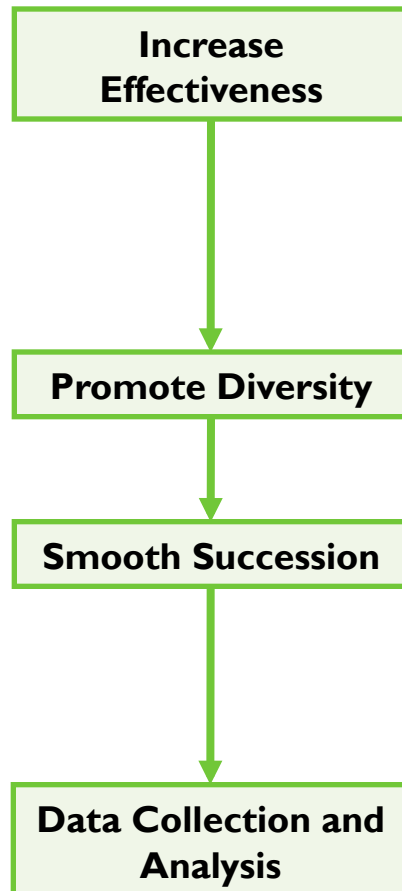 Increase
Effectiveness
Promote Diversity
Smooth Succession
Data Collection and
Analysis